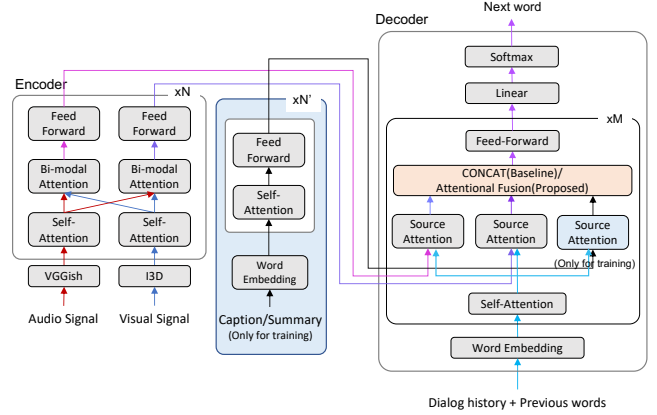 Next word
Decoder
Softmax
Linear
xM
Feed-Forward
CONCAT(Baseline)/
Attentional Fusion(Proposed)
Source
Attention
Source
Attention
Source
Attention
(Only for training)
Self-Attention
Word Embedding
Dialog history + Previous words
Encoder
xN
Feed
Forward
Feed
Forward
Bi-modal
Attention
Bi-modal
Attention
Self-
Attention
Self-
Attention
VGGish
I3D
Audio Signal
Visual Signal
xN’
Feed
Forward
Self-
Attention
Word
Embedding
Caption/Summary
(Only for training)